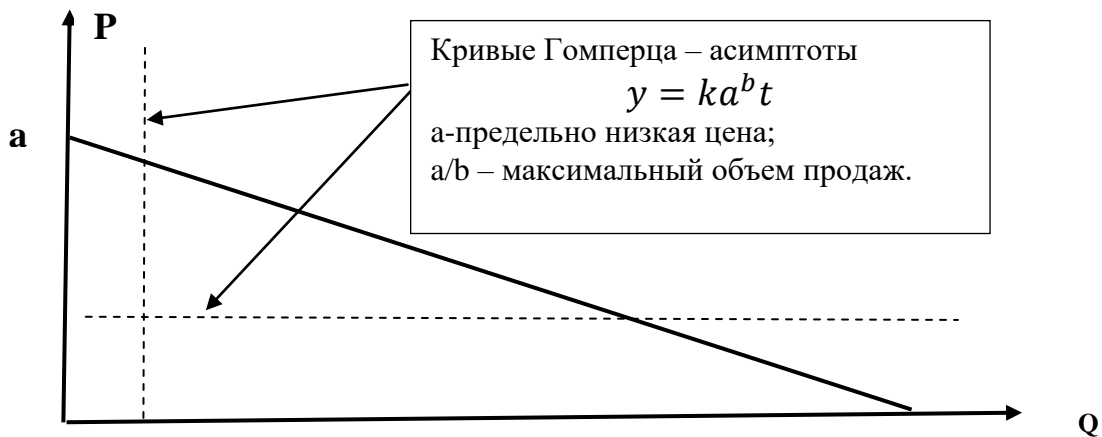 P
Кривые Гомперца – асимптоты
y = ka^b t
а-предельно низкая цена;
a/b – максимальный объем продаж.
a
Q